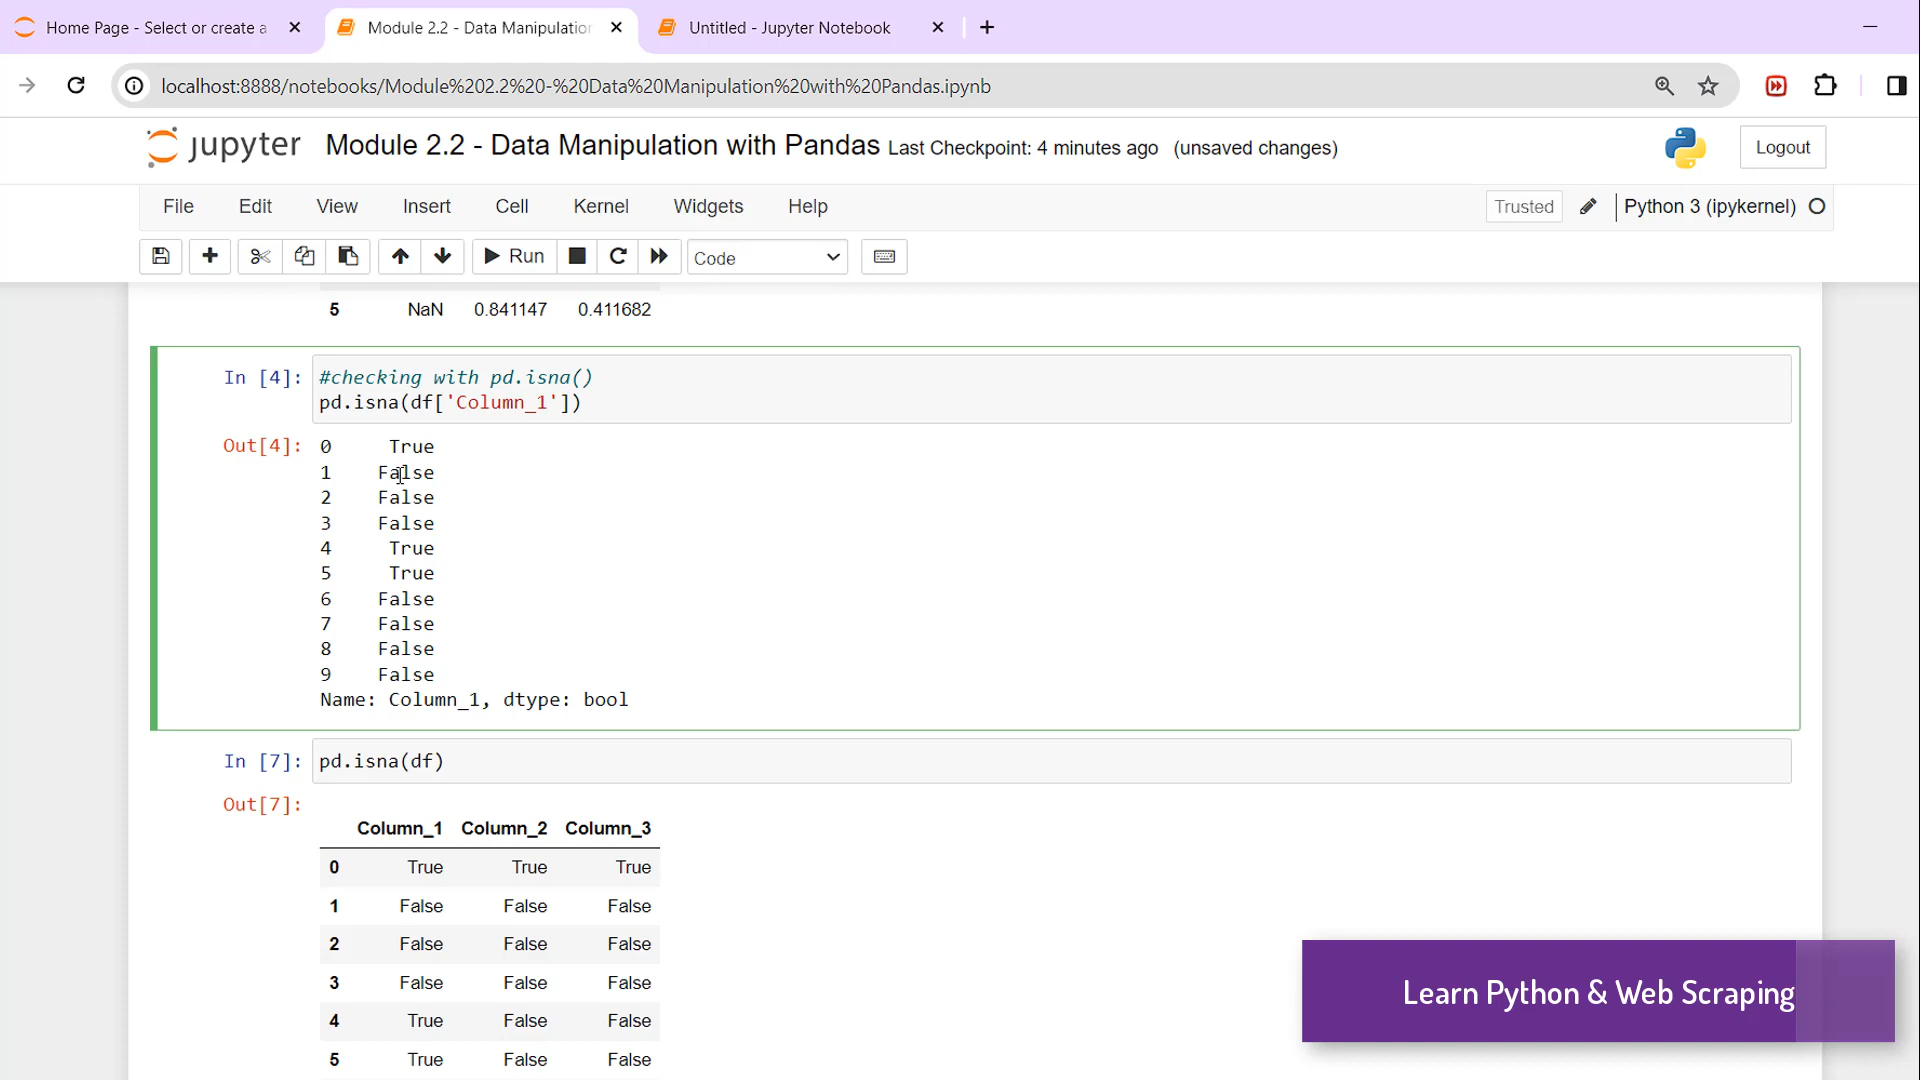 Home Page - Select or create a
Module 2.2 - Data Manipulation
Untitled - Jupyter Notebook
localhost:8888/notebooks/Module%202.2%20-%20Data%20Manipulation%20with%20Pandas.ipynb
jupyter Module 2.2 - Data Manipulation with Pandas Last Checkpoint: 4 minutes ago (unsaved changes)
Logout
File Edit View Insert Cell Kernel Widgets Help
Trusted
Python 3 (ipykernel)
Run
Code
5 NaN 0.841147 0.411682
In [4]: #checking with pd.isna()
pd.isna(df['Column_1'])
Out[4]: 0 True
1 False
2 False
3 False
4 True
5 True
6 False
7 False
8 False
9 False
Name: Column_1, dtype: bool
In [7]: pd.isna(df)
Out[7]:
Column_1 Column_2 Column_3
0 True True True
1 False False False
2 False False False
3 False False False
4 True False False
5 True False False
Learn Python & Web Scraping